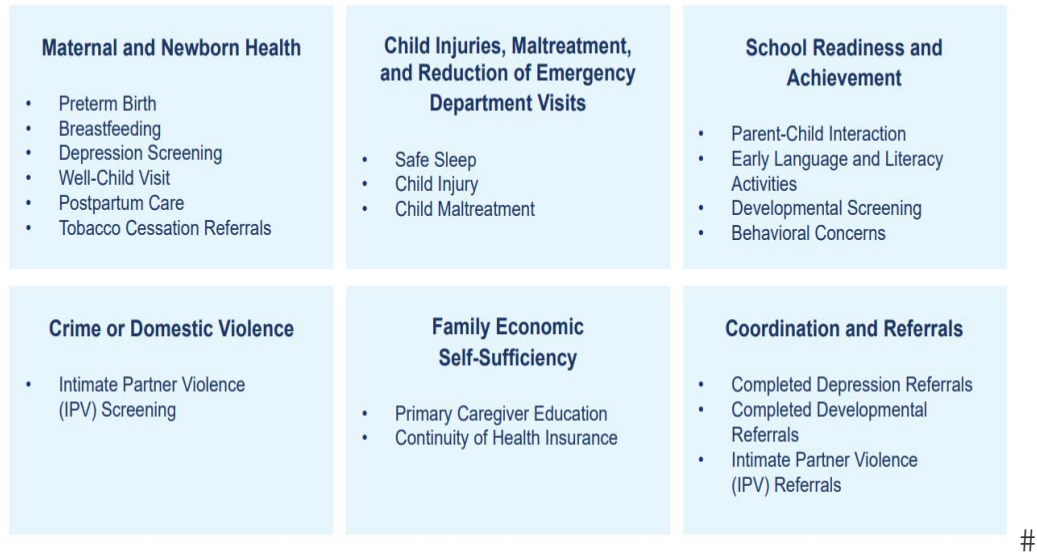 Maternal and Newborn Health
• Preterm Birth
• Breastfeeding
• Depression Screening
• Well-Child Visit
• Postpartum Care
• Tobacco Cessation Referrals
Child Injuries, Maltreatment,
and Reduction of Emergency
Department Visits
• Safe Sleep
• Child Injury
• Child Maltreatment
School Readiness and
Achievement
• Parent-Child Interaction
• Early Language and Literacy
Activities
• Developmental Screening
• Behavioral Concerns
Crime or Domestic Violence
• Intimate Partner Violence
(IPV) Screening
Family Economic
Self-Sufficiency
• Primary Caregiver Education
• Continuity of Health Insurance
Coordination and Referrals
• Completed Depression Referrals
• Completed Developmental
Referrals
• Intimate Partner Violence
(IPV) Referrals
#